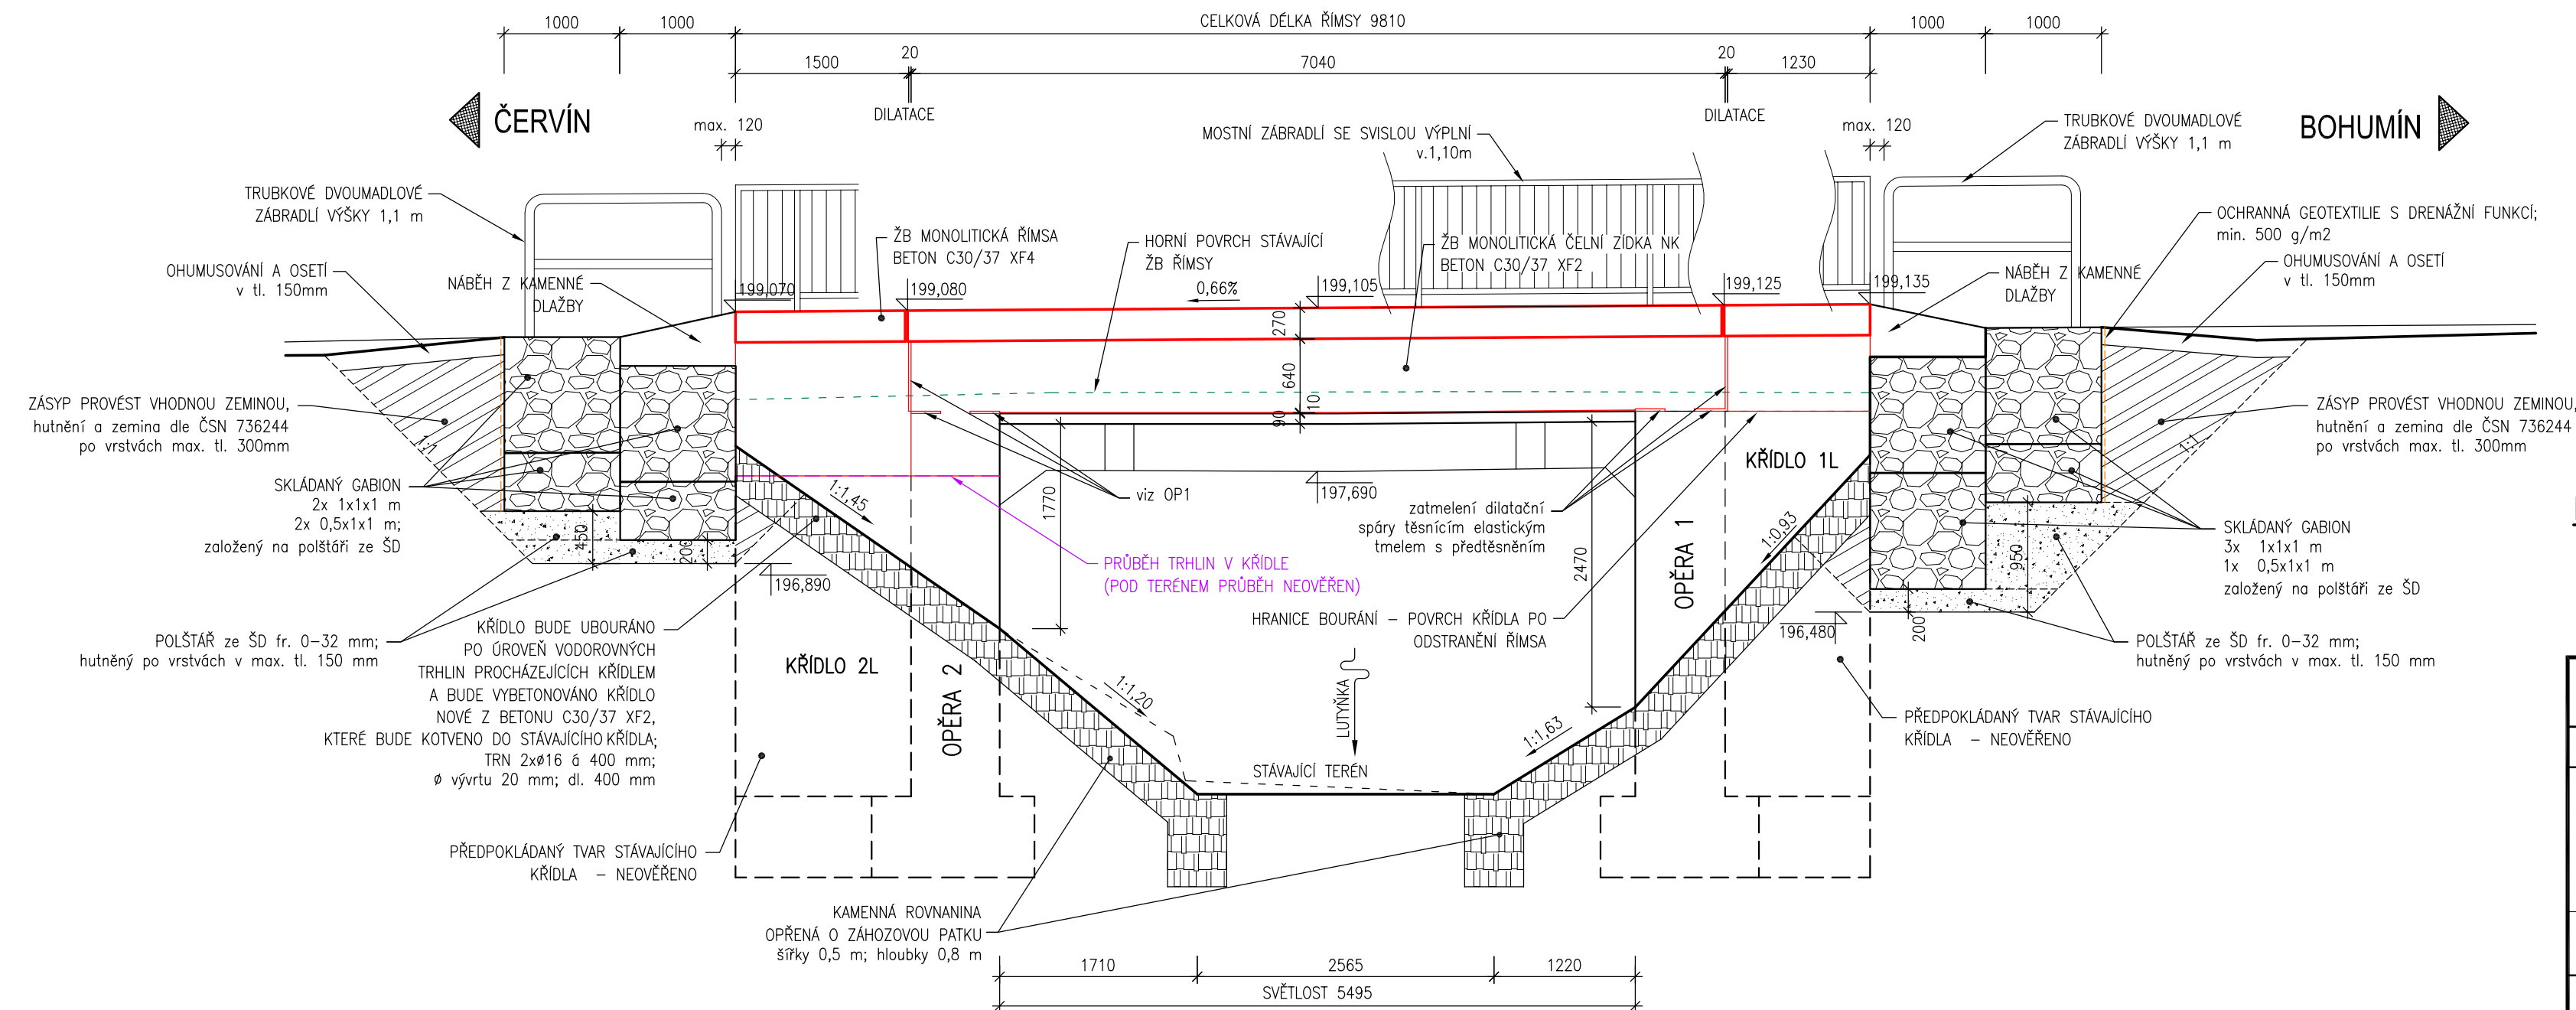 1000
1000
CELKOVÁ DÉLKA ŘÍMSY 9810
1000
1000
1500
20
7040
20
1230
DILATACE
DILATACE
ČERVÍN
BOHUMÍN
max. 120
max. 120
MOSTNÍ ZÁBRADLÍ SE SVISLOU VÝPLNÍ
v.1,10m
TRUBKOVÉ DVOUMADLOVÉ
ZÁBRADLÍ VÝŠKY 1,1 m
TRUBKOVÉ DVOUMADLOVÉ
ZÁBRADLÍ VÝŠKY 1,1 m
OHUMUSOVÁNÍ A OSETÍ
v tl. 150mm
NÁBĚH Z KAMENNÉ
DLAŽBY
ŽB MONOLITICKÁ ŘÍMSA
BETON C30/37 XF4
HORNÍ POVRCH STÁVAJÍCÍ
ŽB ŘÍMSY
ŽB MONOLITICKÁ ČELNÍ ZÍDKA NK
BETON C30/37 XF2
OCHRANNÁ GEOTEXTILIE S DRENÁŽNÍ FUNKCÍ;
min. 500 g/m2
OHUMUSOVÁNÍ A OSETÍ
v tl. 150mm
NÁBĚH Z KAMENNÉ
DLAŽBY
199,070
199,080
0,66%
199,105
199,125
199,135
270
640
10
90
ZÁSYP PROVÉST VHODNOU ZEMINOU,
hutnění a zemina dle ČSN 736244
po vrstvách max. tl. 300mm
1:1
SKLÁDANÝ GABION
2x 1x1x1 m
2x 0,5x1x1 m;
založený na polštáři ze ŠD
450
200
196,890
POLŠTÁŘ ze ŠD fr. 0-32 mm;
hutněný po vrstvách v max. tl. 150 mm
1:1,45
1770
viz OP1
197,690
PRŮBĚH TRHLIN V KŘÍDLE
(POD TERÉNEM PRŮBĚH NEOVĚŘEN)
zatmelení dilatační
spáry těsnícím elastickým
tmelem s předtěsněním
2470
HRANICE BOURÁNÍ – POVRCH KŘÍDLA PO
ODSTRANĚNÍ ŘÍMSA
KŘÍDLO 1L
OPĚRA 1
1:0,93
1:1
ZÁSYP PROVÉST VHODNOU ZEMINOU,
hutnění a zemina dle ČSN 736244
po vrstvách max. tl. 300mm
SKLÁDANÝ GABION
3x 1x1x1 m
1x 0,5x1x1 m
založený na polštáři ze ŠD
950
200
196,480
POLŠTÁŘ ze ŠD fr. 0-32 mm;
hutněný po vrstvách v max. tl. 150 mm
KŘÍDLO BUDE UBOURÁNO
PO ÚROVEŇ VODOROVNÝCH
TRHLIN PROCHÁZEJÍCÍCH KŘÍDLEM
A BUDE VYBETONOVÁNO KŘÍDLO
NOVÉ Z BETONU C30/37 XF2,
KTERÉ BUDE KOTVENO DO STÁVAJÍCÍHO KŘÍDLA;
TRN 2xø16 á 400 mm;
ø vývrtu 20 mm; dl. 400 mm
KŘÍDLO 2L
OPĚRA 2
1:1,20
LUTYŇKA
1:1,63
STÁVAJÍCÍ TERÉN
PŘEDPOKLÁDANÝ TVAR STÁVAJÍCÍHO
KŘÍDLA – NEOVĚŘENO
PŘEDPOKLÁDANÝ TVAR STÁVAJÍCÍHO
KŘÍDLA – NEOVĚŘENO
KAMENNÁ ROVNANINA
OPŘENÁ O ZÁHOZOVOU PATKU
šířky 0,5 m; hloubky 0,8 m
1710
2565
1220
SVĚTLOST 5495